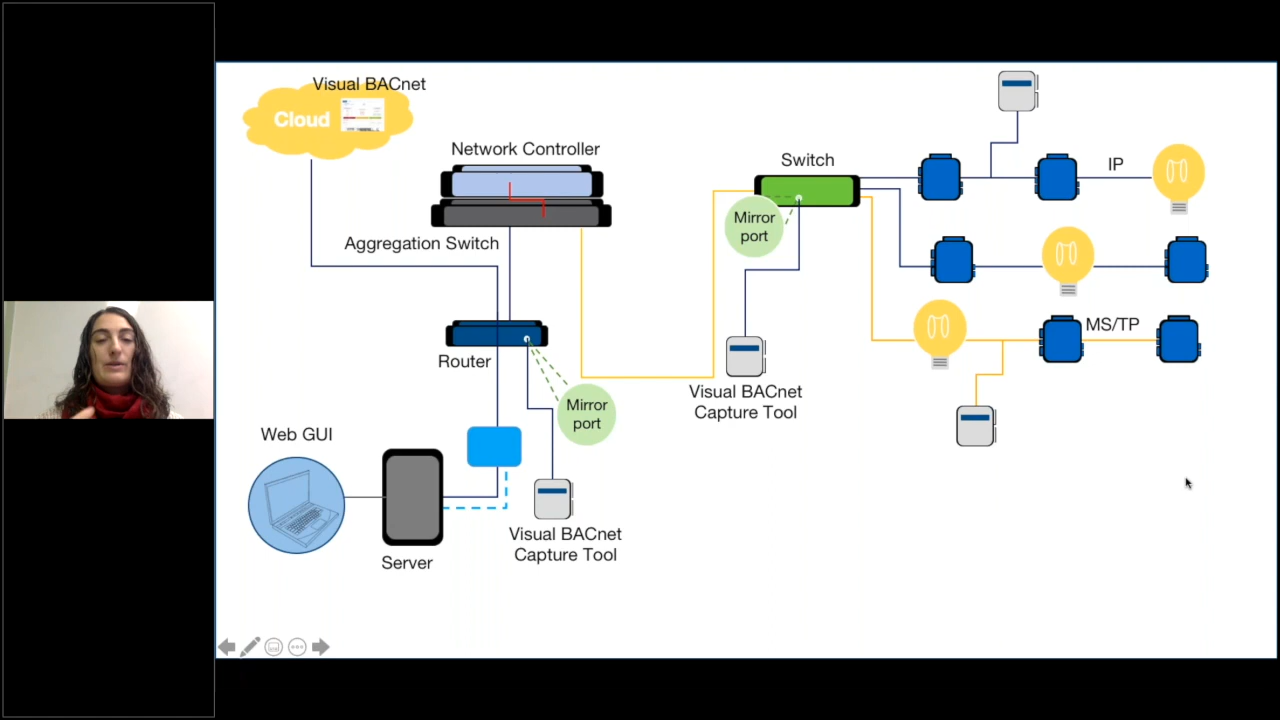 Visual BACnet
Cloud
Network Controller
Aggregation Switch
Router
Mirror
port
Web GUI
Server
Visual BACnet
Capture Tool
Switch
Mirror
port
Visual BACnet
Capture Tool
IP
MS/TP